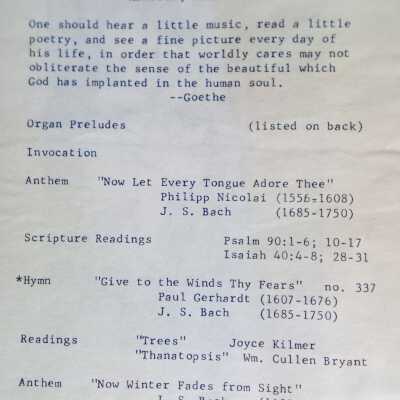 One should hear a little music, read a little
poetry, and see a fine picture every day of
his life, in order that worldly cares may not
obliterate the sense of the beautiful which
God has implanted in the human soul.
--Goethe
Organ Preludes (listed on back)
Invocation
Anthem "Now Let Every Tongue Adore Thee"
Philipp Nicolai (1556-1608)
J. S. Bach (1685-1750)
Scripture Readings Psalm 90:1-6; 10-17
Isaiah 40:4-8; 28-31
*Hymn "Give to the Winds Thy Fears" no. 337
Paul Gerhardt (1607-1676)
J. S. Bach (1685-1750)
Readings "Trees" Joyce Kilmer
"Thanatopsis" Wm. Cullen Bryant
Anthem "Now Winter Fades from Sight"
J. S. Bach